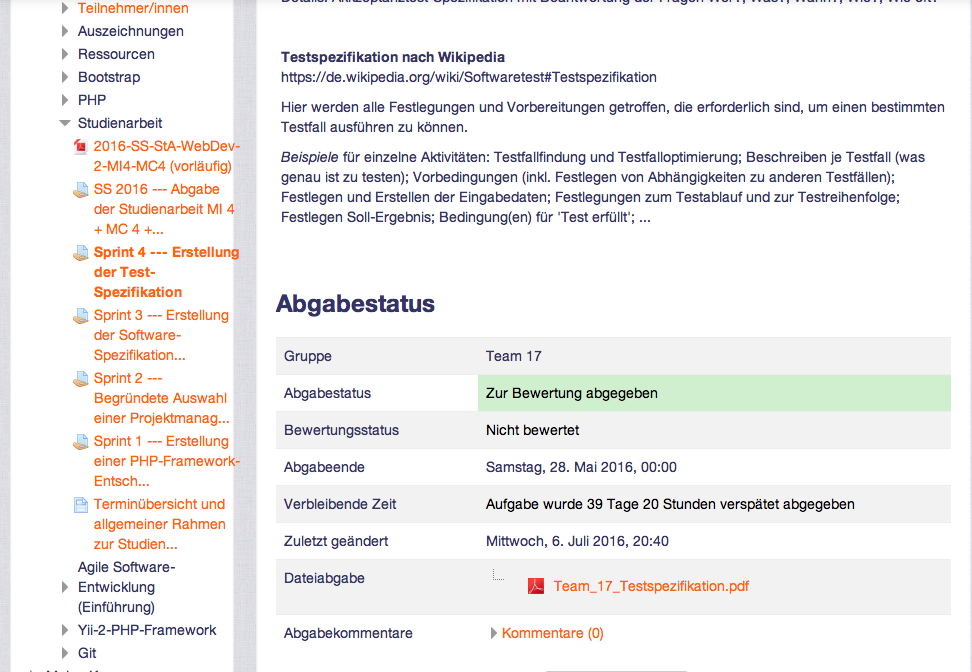 Teilnehmer/innen
Auszeichnungen
Ressourcen
Bootstrap
PHP
Studienarbeit
2016-SS-StA-WebDev-
2-MI4-MC4 (vorläufig)
SS 2016 --- Abgabe
der Studienarbeit MI 4
+ MC 4 +...
Sprint 4 --- Erstellung
der Test-
Spezifikation
Sprint 3 --- Erstellung
der Software-
Spezifikation...
Sprint 2 ---
Begründete Auswahl
einer Projektmanag...
Sprint 1 --- Erstellung
einer PHP-Framework-
Entsch...
Terminübersicht und
allgemeiner Rahmen
zur Studien...
Agile Software-
Entwicklung
(Einführung)
Yii-2-PHP-Framework
Git
Testspezifikation nach Wikipedia
https://de.wikipedia.org/wiki/Softwaretest#Testspezifikation
Hier werden alle Festlegungen und Vorbereitungen getroffen, die erforderlich sind, um einen bestimmten
Testfall ausführen zu können.
Beispiele für einzelne Aktivitäten: Testfallfindung und Testfalloptimierung; Beschreiben je Testfall (was
genau ist zu testen); Vorbedingungen (inkl. Festlegen von Abhängigkeiten zu anderen Testfällen);
Festlegen und Erstellen der Eingabedaten; Festlegungen zum Testablauf und zur Testreihenfolge;
Festlegen Soll-Ergebnis; Bedingung(en) für 'Test erfüllt'; ...
Abgabestatus
Gruppe Team 17
Abgabestatus Zur Bewertung abgegeben
Bewertungsstatus Nicht bewertet
Abgabeende Samstag, 28. Mai 2016, 00:00
Verbleibende Zeit Aufgabe wurde 39 Tage 20 Stunden verspätet abgegeben
Zuletzt geändert Mittwoch, 6. Juli 2016, 20:40
Dateiabgabe Team_17_Testspezifikation.pdf
Abgabekommentare Kommentare (0)